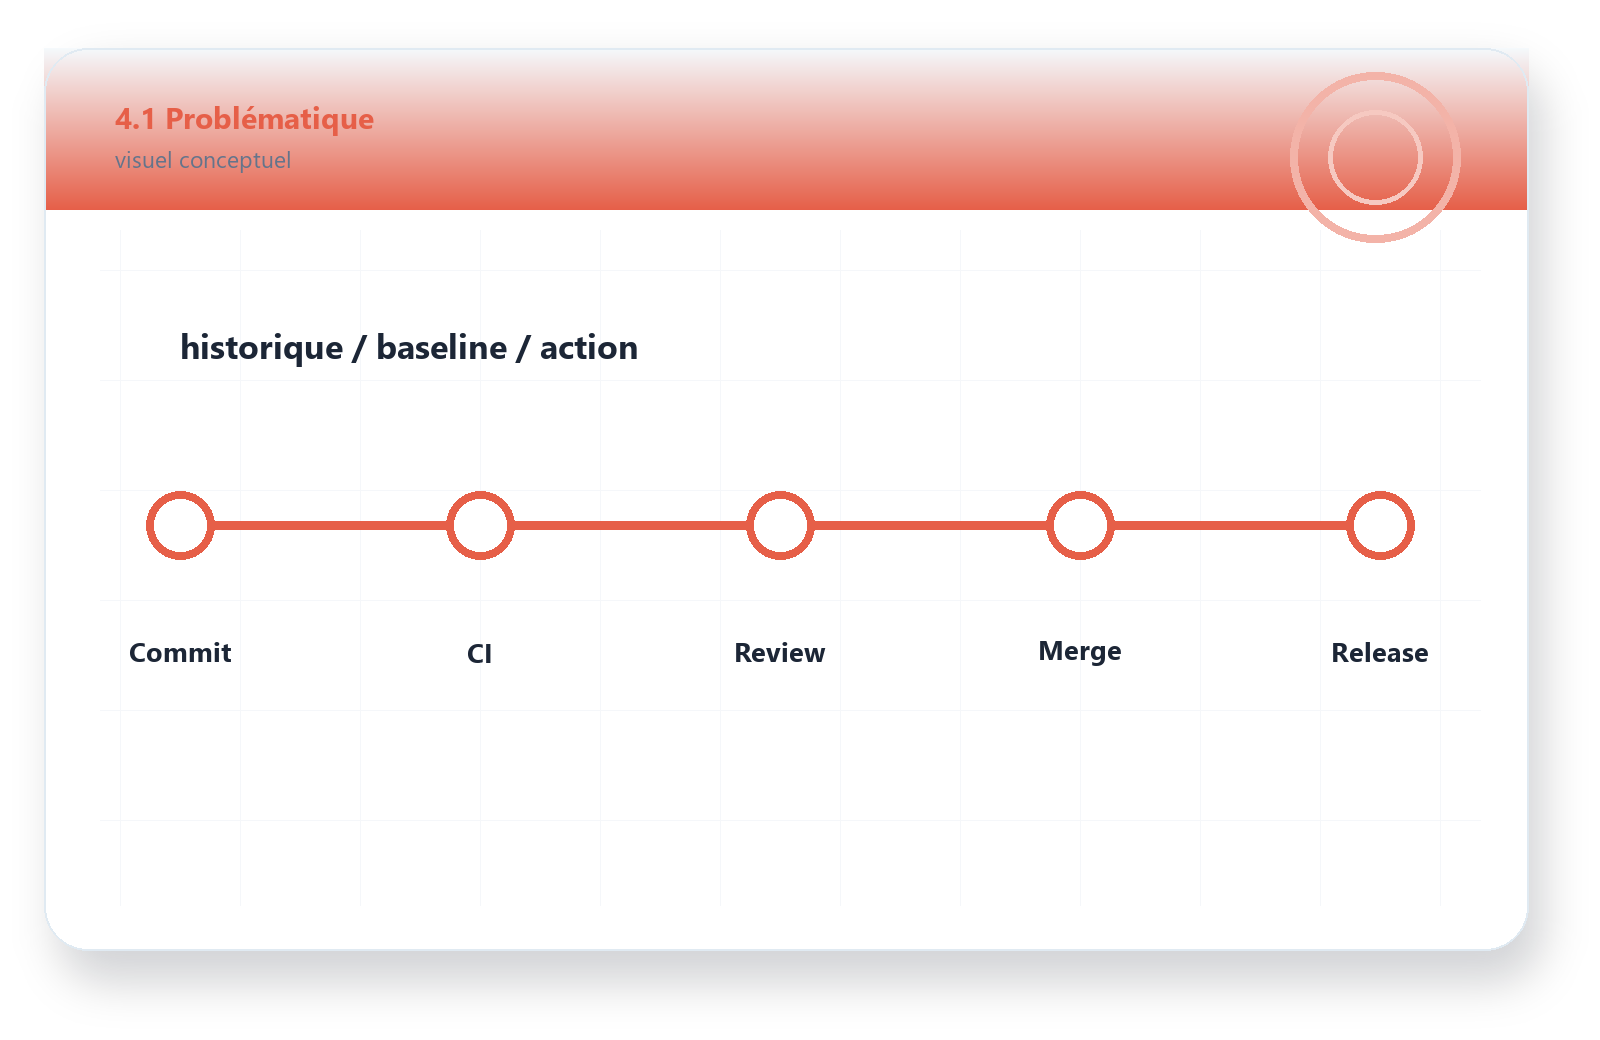 4.1 Problématique
visuel conceptuel
historique / baseline / action
Commit
CI
Review
Merge
Release